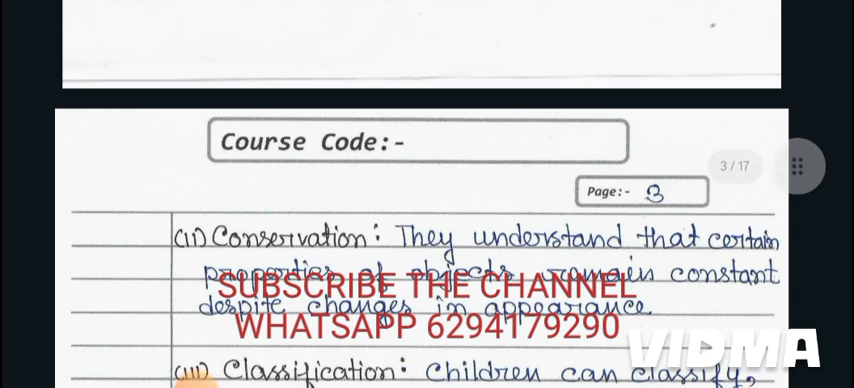 Course Code:-
3 / 17
Page:- 3
(II) Conservation: They understand that certain
properties of objects remain constant
SUBSCRIBE THE CHANNEL
despite changes in appearance.
WHATSAPP 6294179290
VIDMA
(III) Classification: Children can classify,